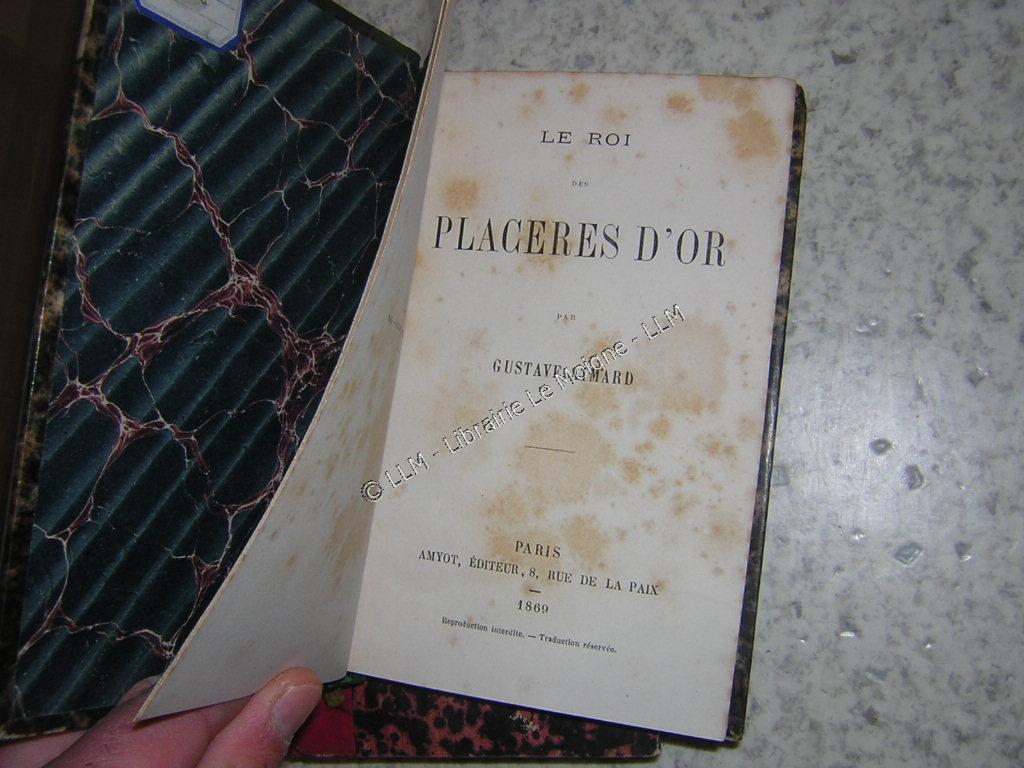 LE ROI
DES
PLACERES D'OR
PAR
GUSTAVE AIMARD
PARIS
AMYOT, ÉDITEUR, 8, RUE DE LA PAIX
1869
Reproduction interdite. — Traduction réservée.
© LLM - Librairie Le Moigne - LLM